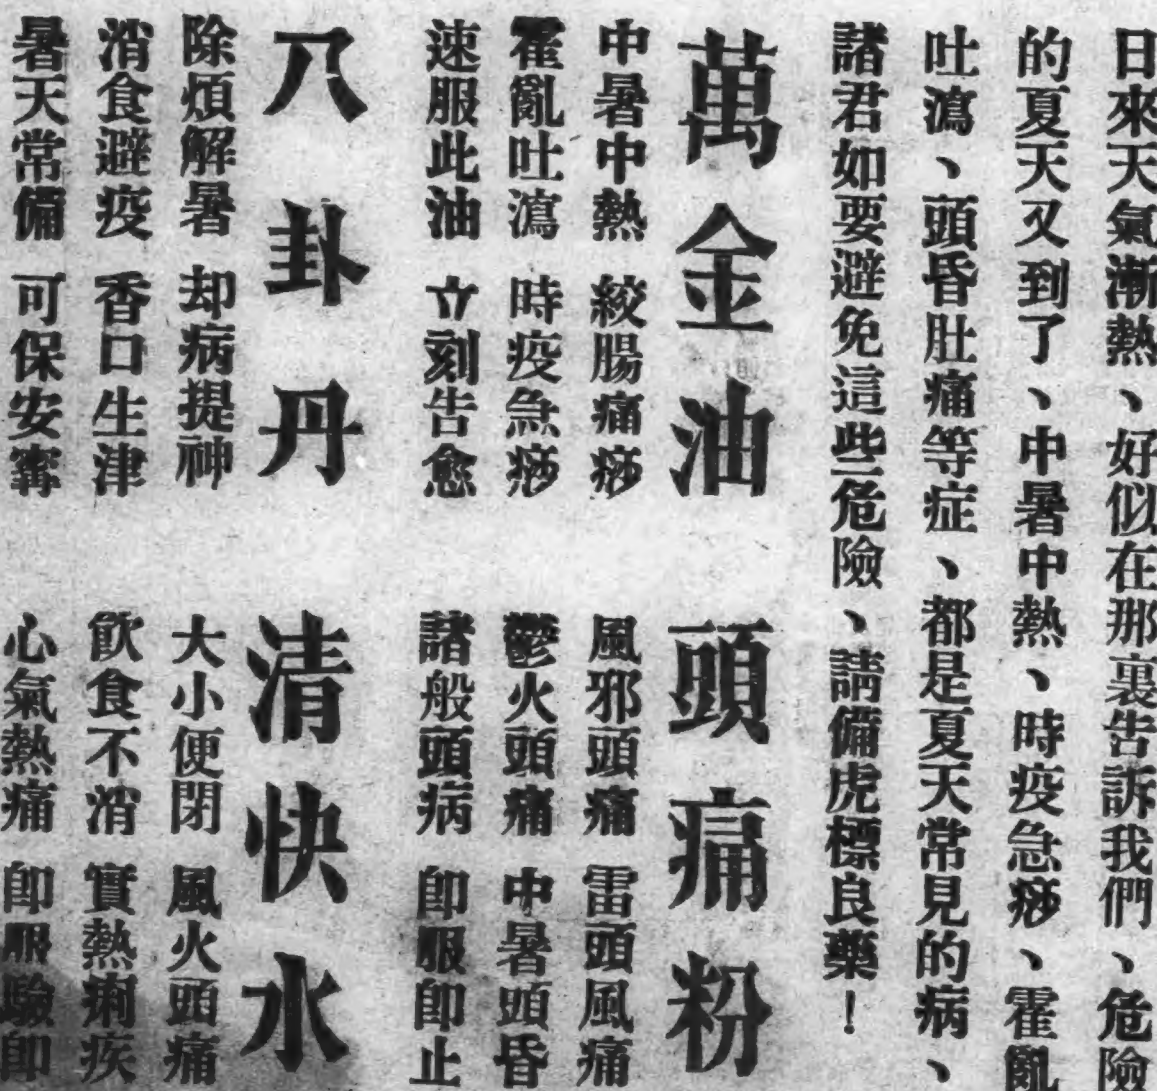 日來天氣漸熱、好似在那裏告訴我們、危險
的夏天又到了、中暑中熱、時疫急痧、霍亂
吐瀉、頭昏肚痛等症、都是夏天常見的病、
諸君如要避免這些危險、請備虎標良藥！
萬金油
中暑中熱 絞腸痛痧
霍亂吐瀉 時疫急痧
速服此油 立刻告愈
八卦丹
除煩解暑 却病提神
消食避疫 香口生津
暑天常備 可保安寗
頭痛粉
風邪頭痛 雷頭風痛
鬱火頭痛 中暑頭昏
諸般頭病 卽服卽止
清快水
大小便閉 風火頭痛
飲食不消 實熱痢疾
心氣熱痛 卽服驗卽